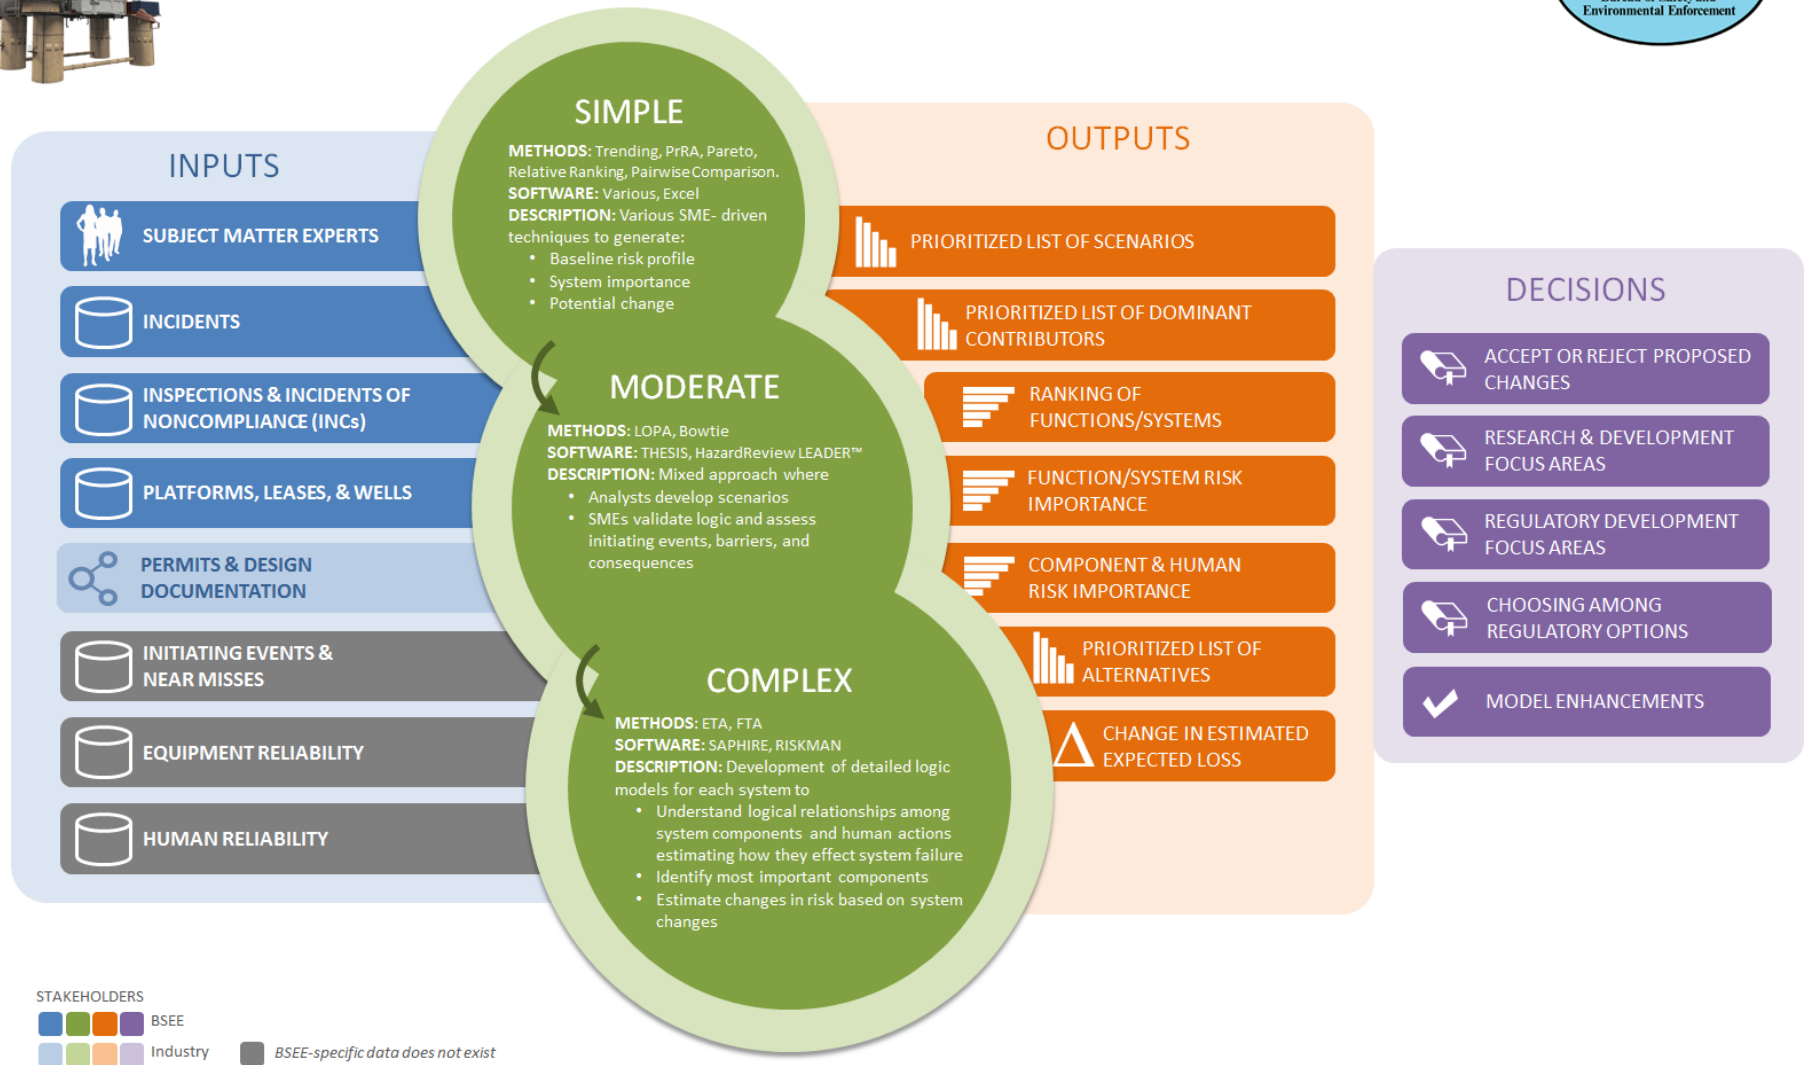 Environmental Enforcement
INPUTS
SUBJECT MATTER EXPERTS
INCIDENTS
INSPECTIONS & INCIDENTS OF
NONCOMPLIANCE (INCs)
PLATFORMS, LEASES, & WELLS
PERMITS & DESIGN
DOCUMENTATION
INITIATING EVENTS &
NEAR MISSES
EQUIPMENT RELIABILITY
HUMAN RELIABILITY
SIMPLE
METHODS: Trending, PrRA, Pareto,
Relative Ranking, Pairwise Comparison.
SOFTWARE: Various, Excel
DESCRIPTION: Various SME- driven
techniques to generate:
• Baseline risk profile
• System importance
• Potential change
MODERATE
METHODS: LOPA, Bowtie
SOFTWARE: THESIS, HazardReview LEADER™
DESCRIPTION: Mixed approach where
• Analysts develop scenarios
• SMEs validate logic and assess
initiating events, barriers, and
consequences
COMPLEX
METHODS: ETA, FTA
SOFTWARE: SAPHIRE, RISKMAN
DESCRIPTION: Development of detailed logic
models for each system to
• Understand logical relationships among
system components and human actions
estimating how they effect system failure
• Identify most important components
• Estimate changes in risk based on system
changes
OUTPUTS
PRIORITIZED LIST OF SCENARIOS
PRIORITIZED LIST OF DOMINANT
CONTRIBUTORS
RANKING OF
FUNCTIONS/SYSTEMS
FUNCTION/SYSTEM RISK
IMPORTANCE
COMPONENT & HUMAN
RISK IMPORTANCE
PRIORITIZED LIST OF
ALTERNATIVES
CHANGE IN ESTIMATED
EXPECTED LOSS
DECISIONS
ACCEPT OR REJECT PROPOSED
CHANGES
RESEARCH & DEVELOPMENT
FOCUS AREAS
REGULATORY DEVELOPMENT
FOCUS AREAS
CHOOSING AMONG
REGULATORY OPTIONS
MODEL ENHANCEMENTS
STAKEHOLDERS
BSEE
Industry
BSEE-specific data does not exist